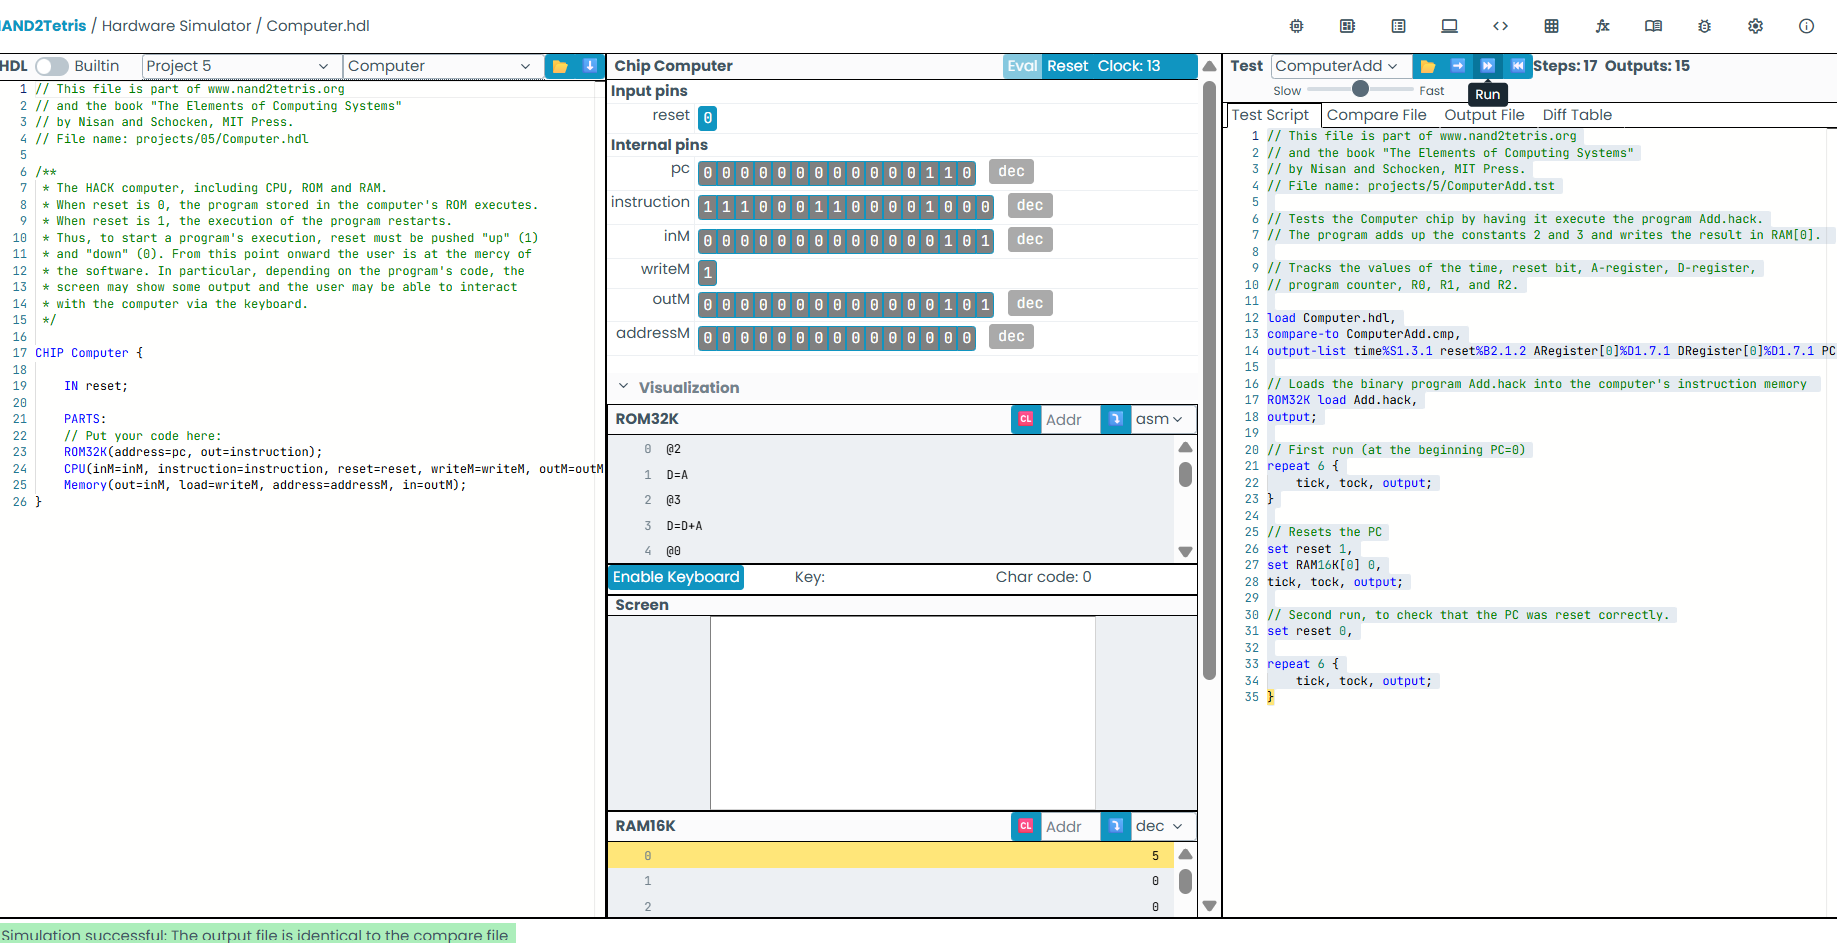 NAND2Tetris / Hardware Simulator / Computer.hdl
HDL Builtin Project 5 Computer
1 // This file is part of www.nand2tetris.org
2 // and the book "The Elements of Computing Systems"
3 // by Nisan and Schocken, MIT Press.
4 // File name: projects/05/Computer.hdl
5
6 /**
7 * The HACK computer, including CPU, ROM and RAM.
8 * When reset is 0, the program stored in the computer's ROM executes.
9 * When reset is 1, the execution of the program restarts.
10 * Thus, to start a program's execution, reset must be pushed "up" (1)
11 * and "down" (0). From this point onward the user is at the mercy of
12 * the software. In particular, depending on the program's code, the
13 * screen may show some output and the user may be able to interact
14 * with the computer via the keyboard.
15 */
16
17 CHIP Computer {
18
19 IN reset;
20
21 PARTS:
22 // Put your code here:
23 ROM32K(address=pc, out=instruction);
24 CPU(inM=inM, instruction=instruction, reset=reset, writeM=writeM, outM=outM
25 Memory(out=inM, load=writeM, address=addressM, in=outM);
26 }
Chip Computer Eval Reset Clock: 13
Input pins
reset 0
Internal pins
pc 0 0 0 0 0 0 0 0 0 0 0 0 1 1 0 dec
instruction 1 1 1 0 0 0 1 1 0 0 0 0 1 0 0 0 dec
inM 0 0 0 0 0 0 0 0 0 0 0 0 0 1 0 1 dec
writeM 1
outM 0 0 0 0 0 0 0 0 0 0 0 0 0 1 0 1 dec
addressM 0 0 0 0 0 0 0 0 0 0 0 0 0 0 0 dec
Visualization
ROM32K CL Addr asm
0 @2
1 D=A
2 @3
3 D=D+A
4 @0
Enable Keyboard Key: Char code: 0
Screen
RAM16K CL Addr dec
0 5
1 0
2 0
Test ComputerAdd Steps: 17 Outputs: 15
Slow Fast
Run
Test Script Compare File Output File Diff Table
1 // This file is part of www.nand2tetris.org
2 // and the book "The Elements of Computing Systems"
3 // by Nisan and Schocken, MIT Press.
4 // File name: projects/5/ComputerAdd.tst
5
6 // Tests the Computer chip by having it execute the program Add.hack.
7 // The program adds up the constants 2 and 3 and writes the result in RAM[0].
8
9 // Tracks the values of the time, reset bit, A-register, D-register,
10 // program counter, R0, R1, and R2.
11
12 load Computer.hdl,
13 compare-to ComputerAdd.cmp,
14 output-list time%S1.3.1 reset%B2.1.2 ARegister[0]%D1.7.1 DRegister[0]%D1.7.1 PC
15
16 // Loads the binary program Add.hack into the computer's instruction memory
17 ROM32K load Add.hack,
18 output;
19
20 // First run (at the beginning PC=0)
21 repeat 6 {
22 tick, tock, output;
23 }
24
25 // Resets the PC
26 set reset 1,
27 set RAM16K[0] 0,
28 tick, tock, output;
29
30 // Second run, to check that the PC was reset correctly.
31 set reset 0,
32
33 repeat 6 {
34 tick, tock, output;
35 }
Simulation successful: The output file is identical to the compare file